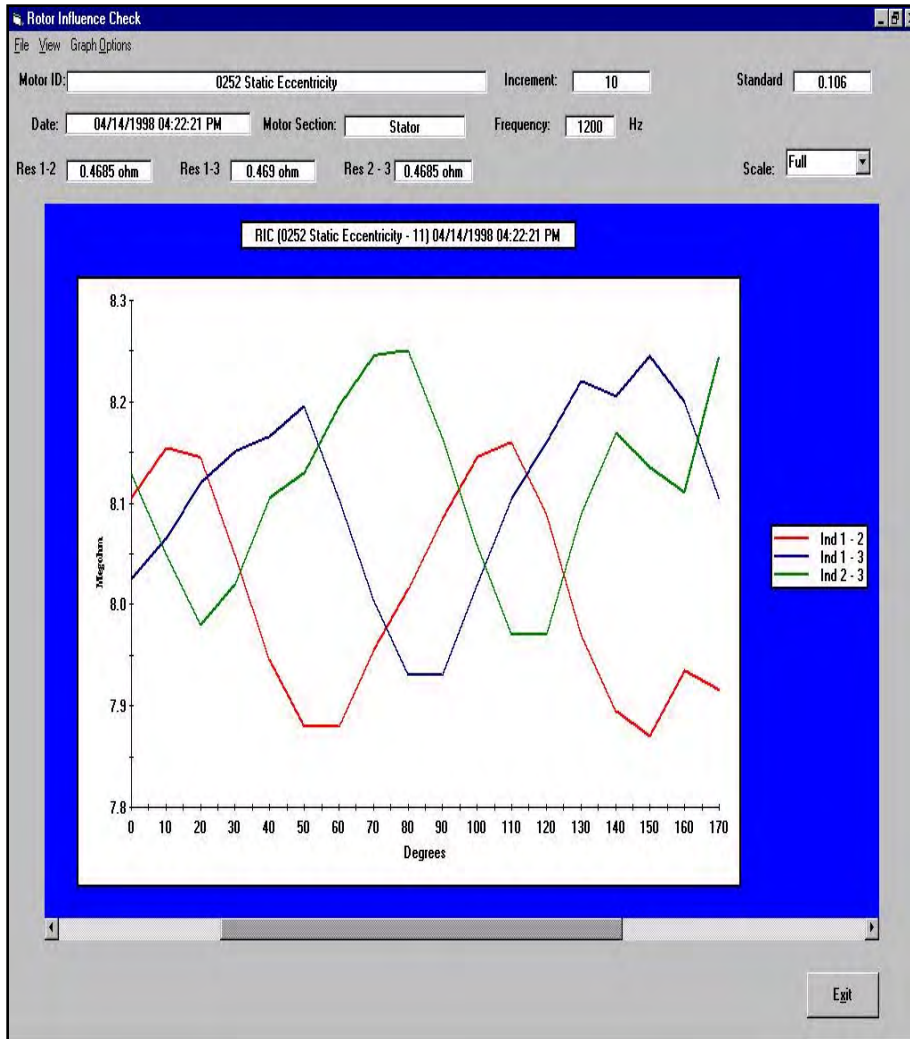 Rotor Influence Check
File View Graph Options
Motor ID: 0252 Static Eccentricity Increment: 10 Standard 0.106
Date: 04/14/1998 04:22:21 PM Motor Section: Stator Frequency: 1200 Hz
Res 1-2 0.4685 ohm Res 1-3 0.469 ohm Res 2 - 3 0.4685 ohm Scale: Full
RIC (0252 Static Eccentricity - 11) 04/14/1998 04:22:21 PM
8.3
8.2
8.1
8.0
7.9
7.8
Megohms
0 10 20 30 40 50 60 70 80 90 100 110 120 130 140 150 160 170
Degrees
Ind 1 - 2
Ind 1 - 3
Ind 2 - 3
Exit